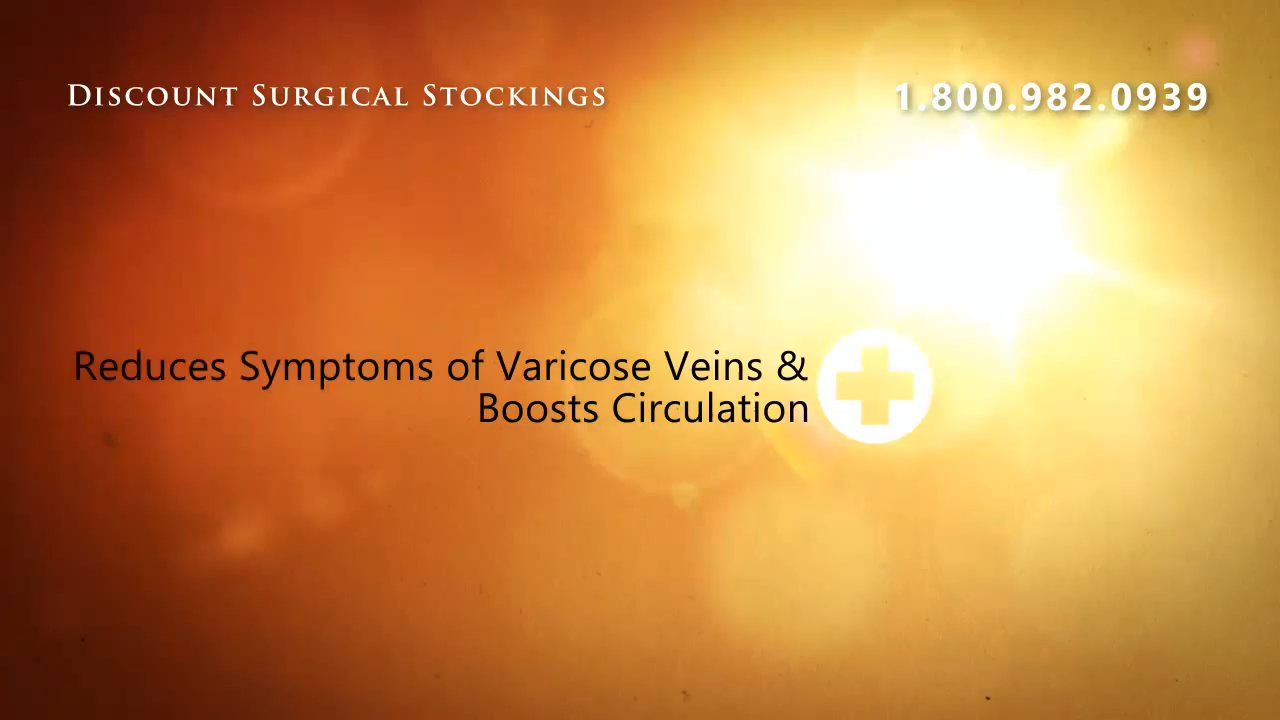 Discount Surgical Stockings
1.800.982.0939
Reduces Symptoms of Varicose Veins &
Boosts Circulation